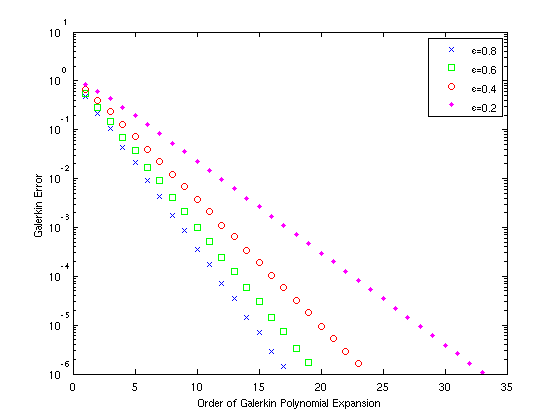 10^1
10^0
10^-1
10^-2
10^-3
10^-4
10^-5
10^-6
Galerkin Error
ε=0.8
ε=0.6
ε=0.4
ε=0.2
0 5 10 15 20 25 30 35
Order of Galerkin Polynomial Expansion